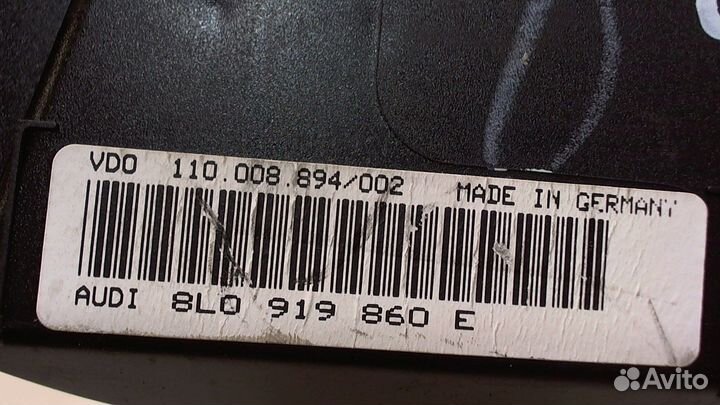 VDO 110.008.894/002 MADE IN GERMANY
AUDI 8L0 919 860 E
Avito